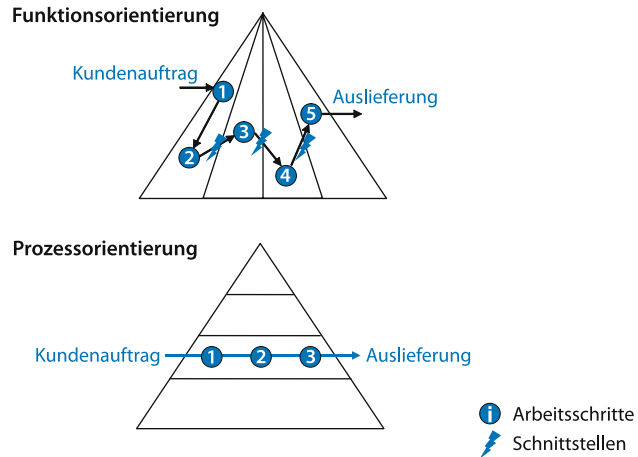 Funktionsorientierung
Kundenauftrag
1
Auslieferung
5
3
2
4
Prozessorientierung
Kundenauftrag 1 2 3 Auslieferung
i Arbeitsschritte
Schnittstellen